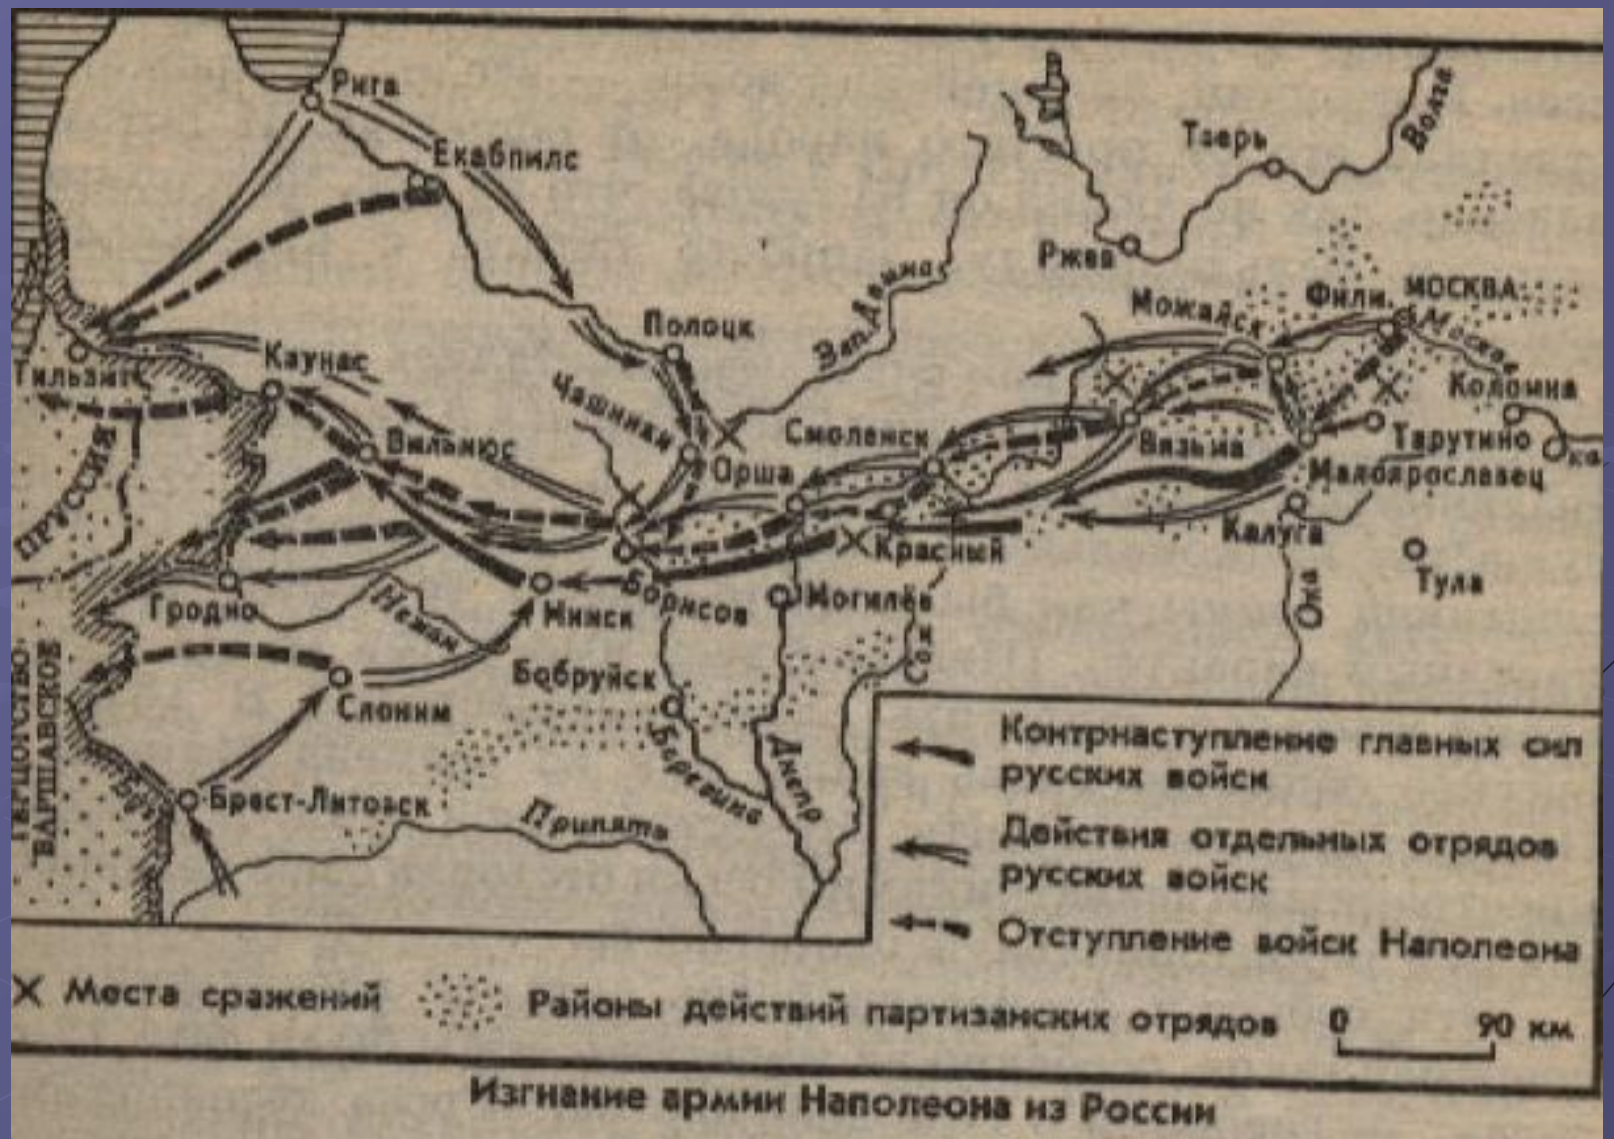 Рига
Екабпилс
Тверь
Волга
Ржев
Зап. Двина
Полоцк
Можайск
Фили
МОСКВА
Москва
Тильзит
Каунас
Чашники
Коломна
Вильнюс
Смоленск
Вязьма
Тарутино
Ока
Орша
Малоярославец
ПРУССИЯ
Красный
Калуга
Тула
Гродно
Неман
Минск
Борисов
Могилёв
Сож
Ока
ГЕРЦОГСТВО
ВАРШАВСКОЕ
Слоним
Бобруйск
Березина
Днепр
Буг
Брест-Литовск
Припять
Контрнаступление главных сил
русских войск
Действия отдельных отрядов
русских войск
Отступление войск Наполеона
Места сражений
Районы действий партизанских отрядов
0 90 км
Изгнание армии Наполеона из России